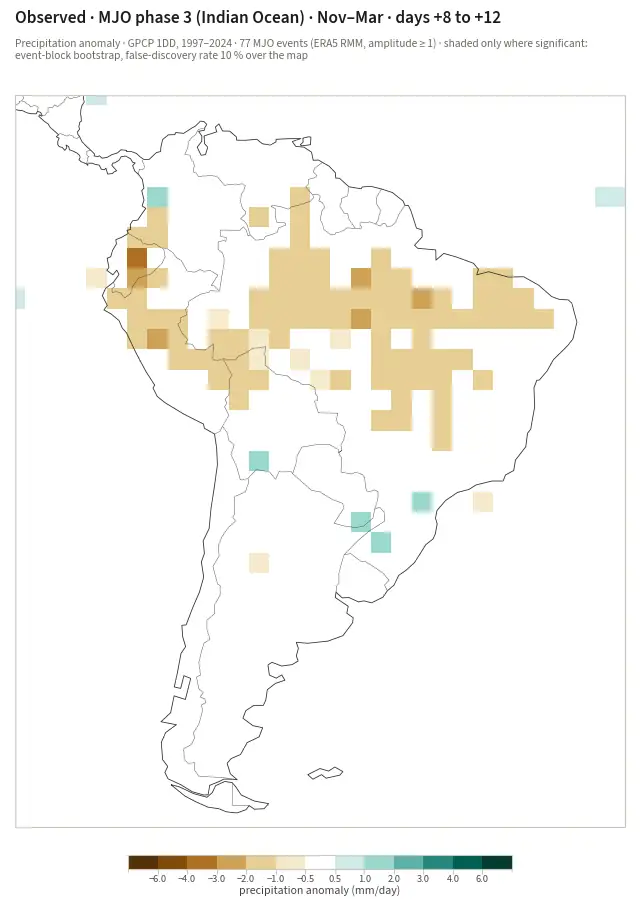 Observed · MJO phase 3 (Indian Ocean) · Nov–Mar · days +8 to +12
Precipitation anomaly · GPCP 1DD, 1997–2024 · 77 MJO events (ERA5 RMM, amplitude ≥ 1) · shaded only where significant:
event-block bootstrap, false-discovery rate 10 % over the map
−6.0 −4.0 −3.0 −2.0 −1.0 −0.5 0.5 1.0 2.0 3.0 4.0 6.0
precipitation anomaly (mm/day)